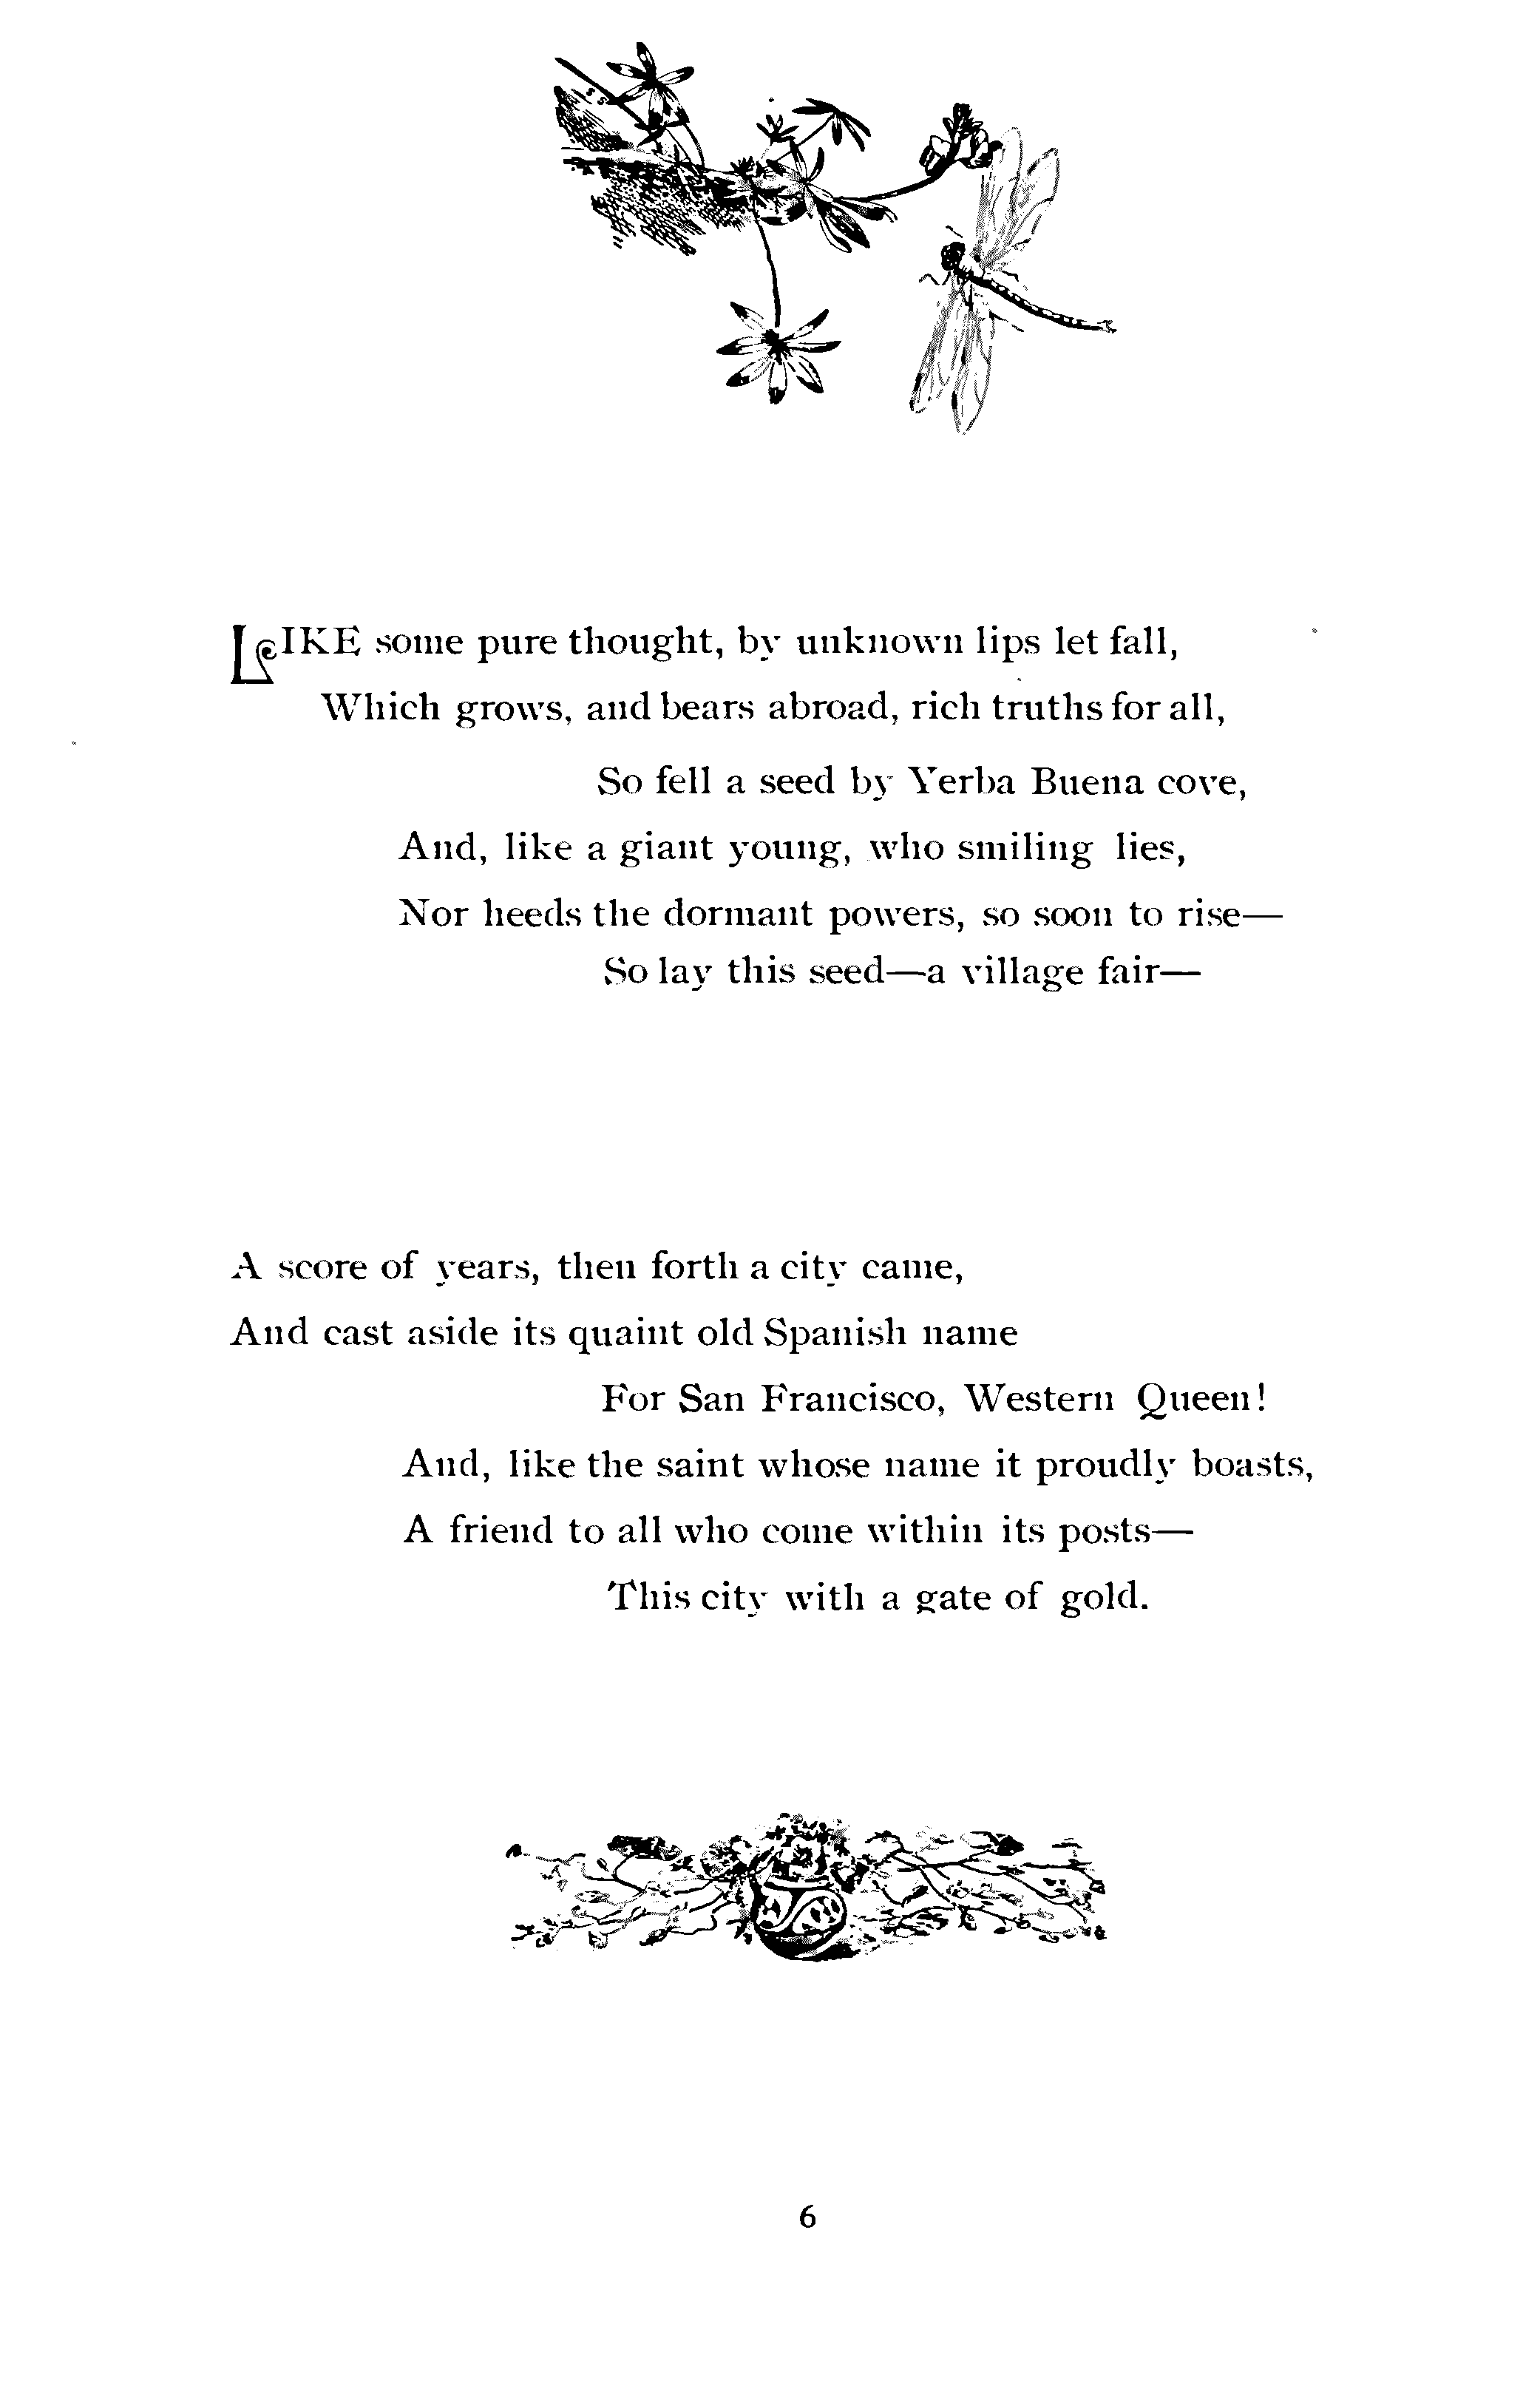 LIKE some pure thought, by unknown lips let fall,
Which grows, and bears abroad, rich truths for all,
So fell a seed by Yerba Buena cove,
And, like a giant young, who smiling lies,
Nor heeds the dormant powers, so soon to rise—
So lay this seed—a village fair—
A score of years, then forth a city came,
And cast aside its quaint old Spanish name
For San Francisco, Western Queen!
And, like the saint whose name it proudly boasts,
A friend to all who come within its posts—
This city with a gate of gold.
6